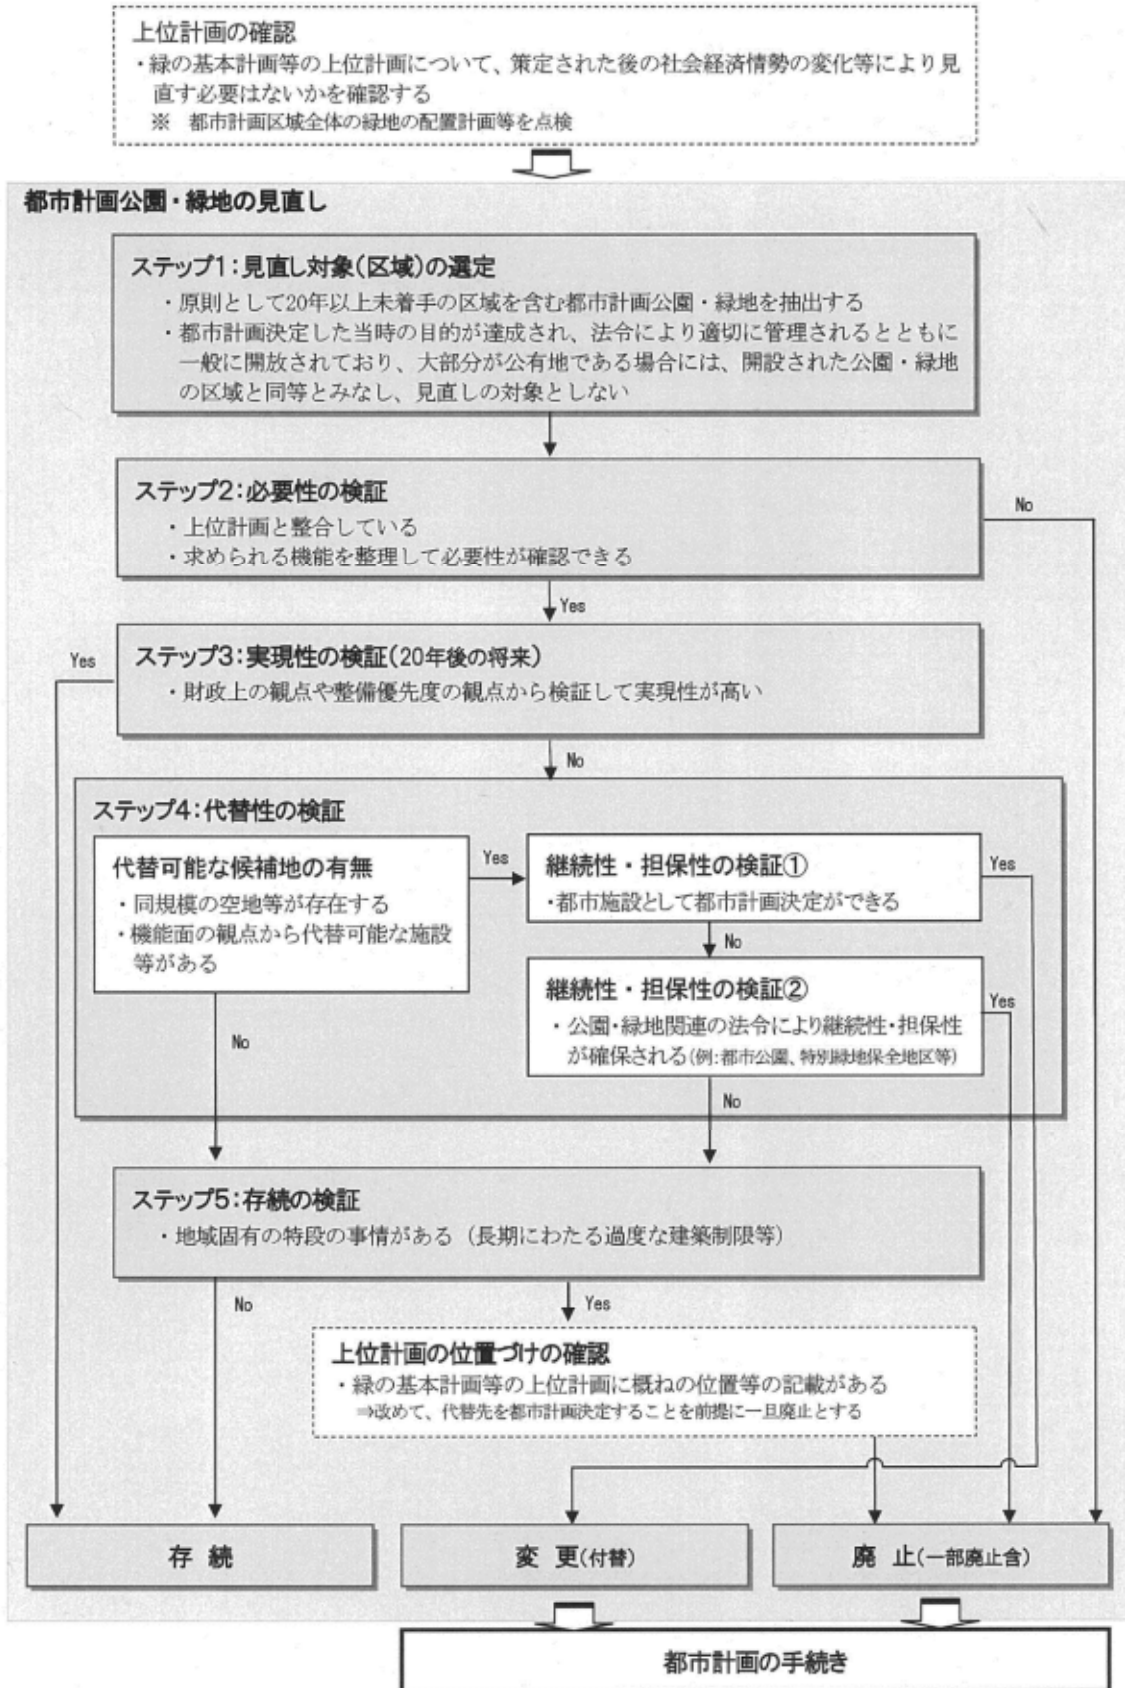 上位計画の確認
・緑の基本計画等の上位計画について、策定された後の社会経済情勢の変化等により見
直す必要はないかを確認する
※　都市計画区域全体の緑地の配置計画等を点検
都市計画公園・緑地の見直し
ステップ1：見直し対象（区域）の選定
・原則として20年以上未着手の区域を含む都市計画公園・緑地を抽出する
・都市計画決定した当時の目的が達成され、法令により適切に管理されるとともに
一般に開放されており、大部分が公有地である場合には、開設された公園・緑地
の区域と同等とみなし、見直しの対象としない
ステップ2：必要性の検証
・上位計画と整合している
・求められる機能を整理して必要性が確認できる
No
Yes
ステップ3：実現性の検証（20年後の将来）
・財政上の観点や整備優先度の観点から検証して実現性が高い
Yes
No
ステップ4：代替性の検証
代替可能な候補地の有無
・同規模の空地等が存在する
・機能面の観点から代替可能な施設
等がある
Yes
継続性・担保性の検証①
・都市施設として都市計画決定ができる
Yes
No
継続性・担保性の検証②
・公園・緑地関連の法令により継続性・担保性
が確保される（例：都市公園、特別緑地保全地区等）
Yes
No
No
ステップ5：存続の検証
・地域固有の特段の事情がある（長期にわたる過度な建築制限等）
No
Yes
上位計画の位置づけの確認
・緑の基本計画等の上位計画に概ねの位置等の記載がある
⇒改めて、代替先を都市計画決定することを前提に一旦廃止とする
存 続
変 更（付替）
廃 止（一部廃止含）
都市計画の手続き